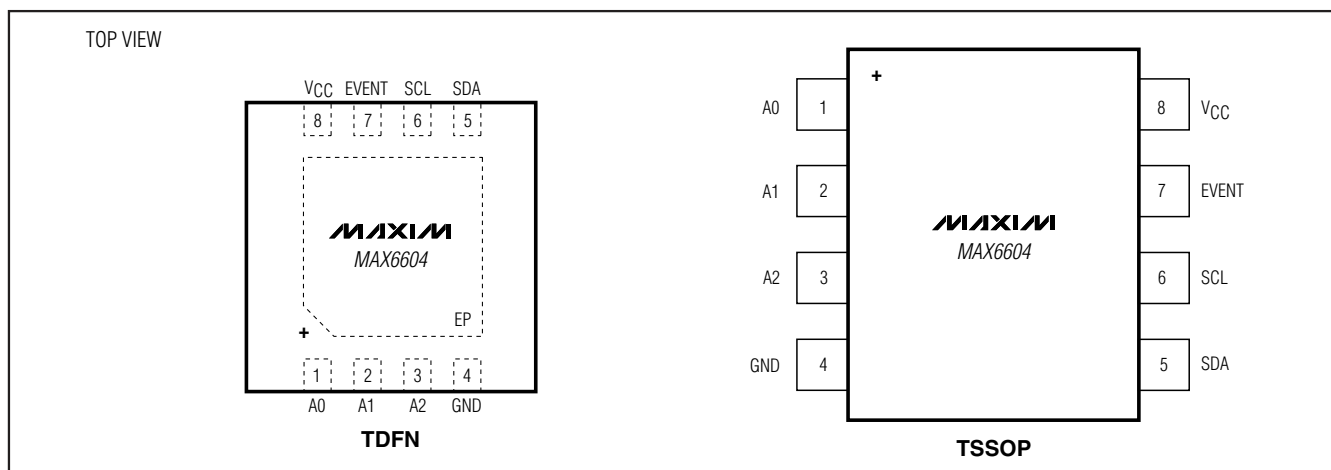 TOP VIEW
VCC EVENT SCL SDA
8 7 6 5
MAXIM
MAX6604
EP
+
1 2 3 4
A0 A1 A2 GND
TDFN
+
A0 1 8 VCC
A1 2 7 EVENT
MAXIM
MAX6604
A2 3 6 SCL
GND 4 5 SDA
TSSOP